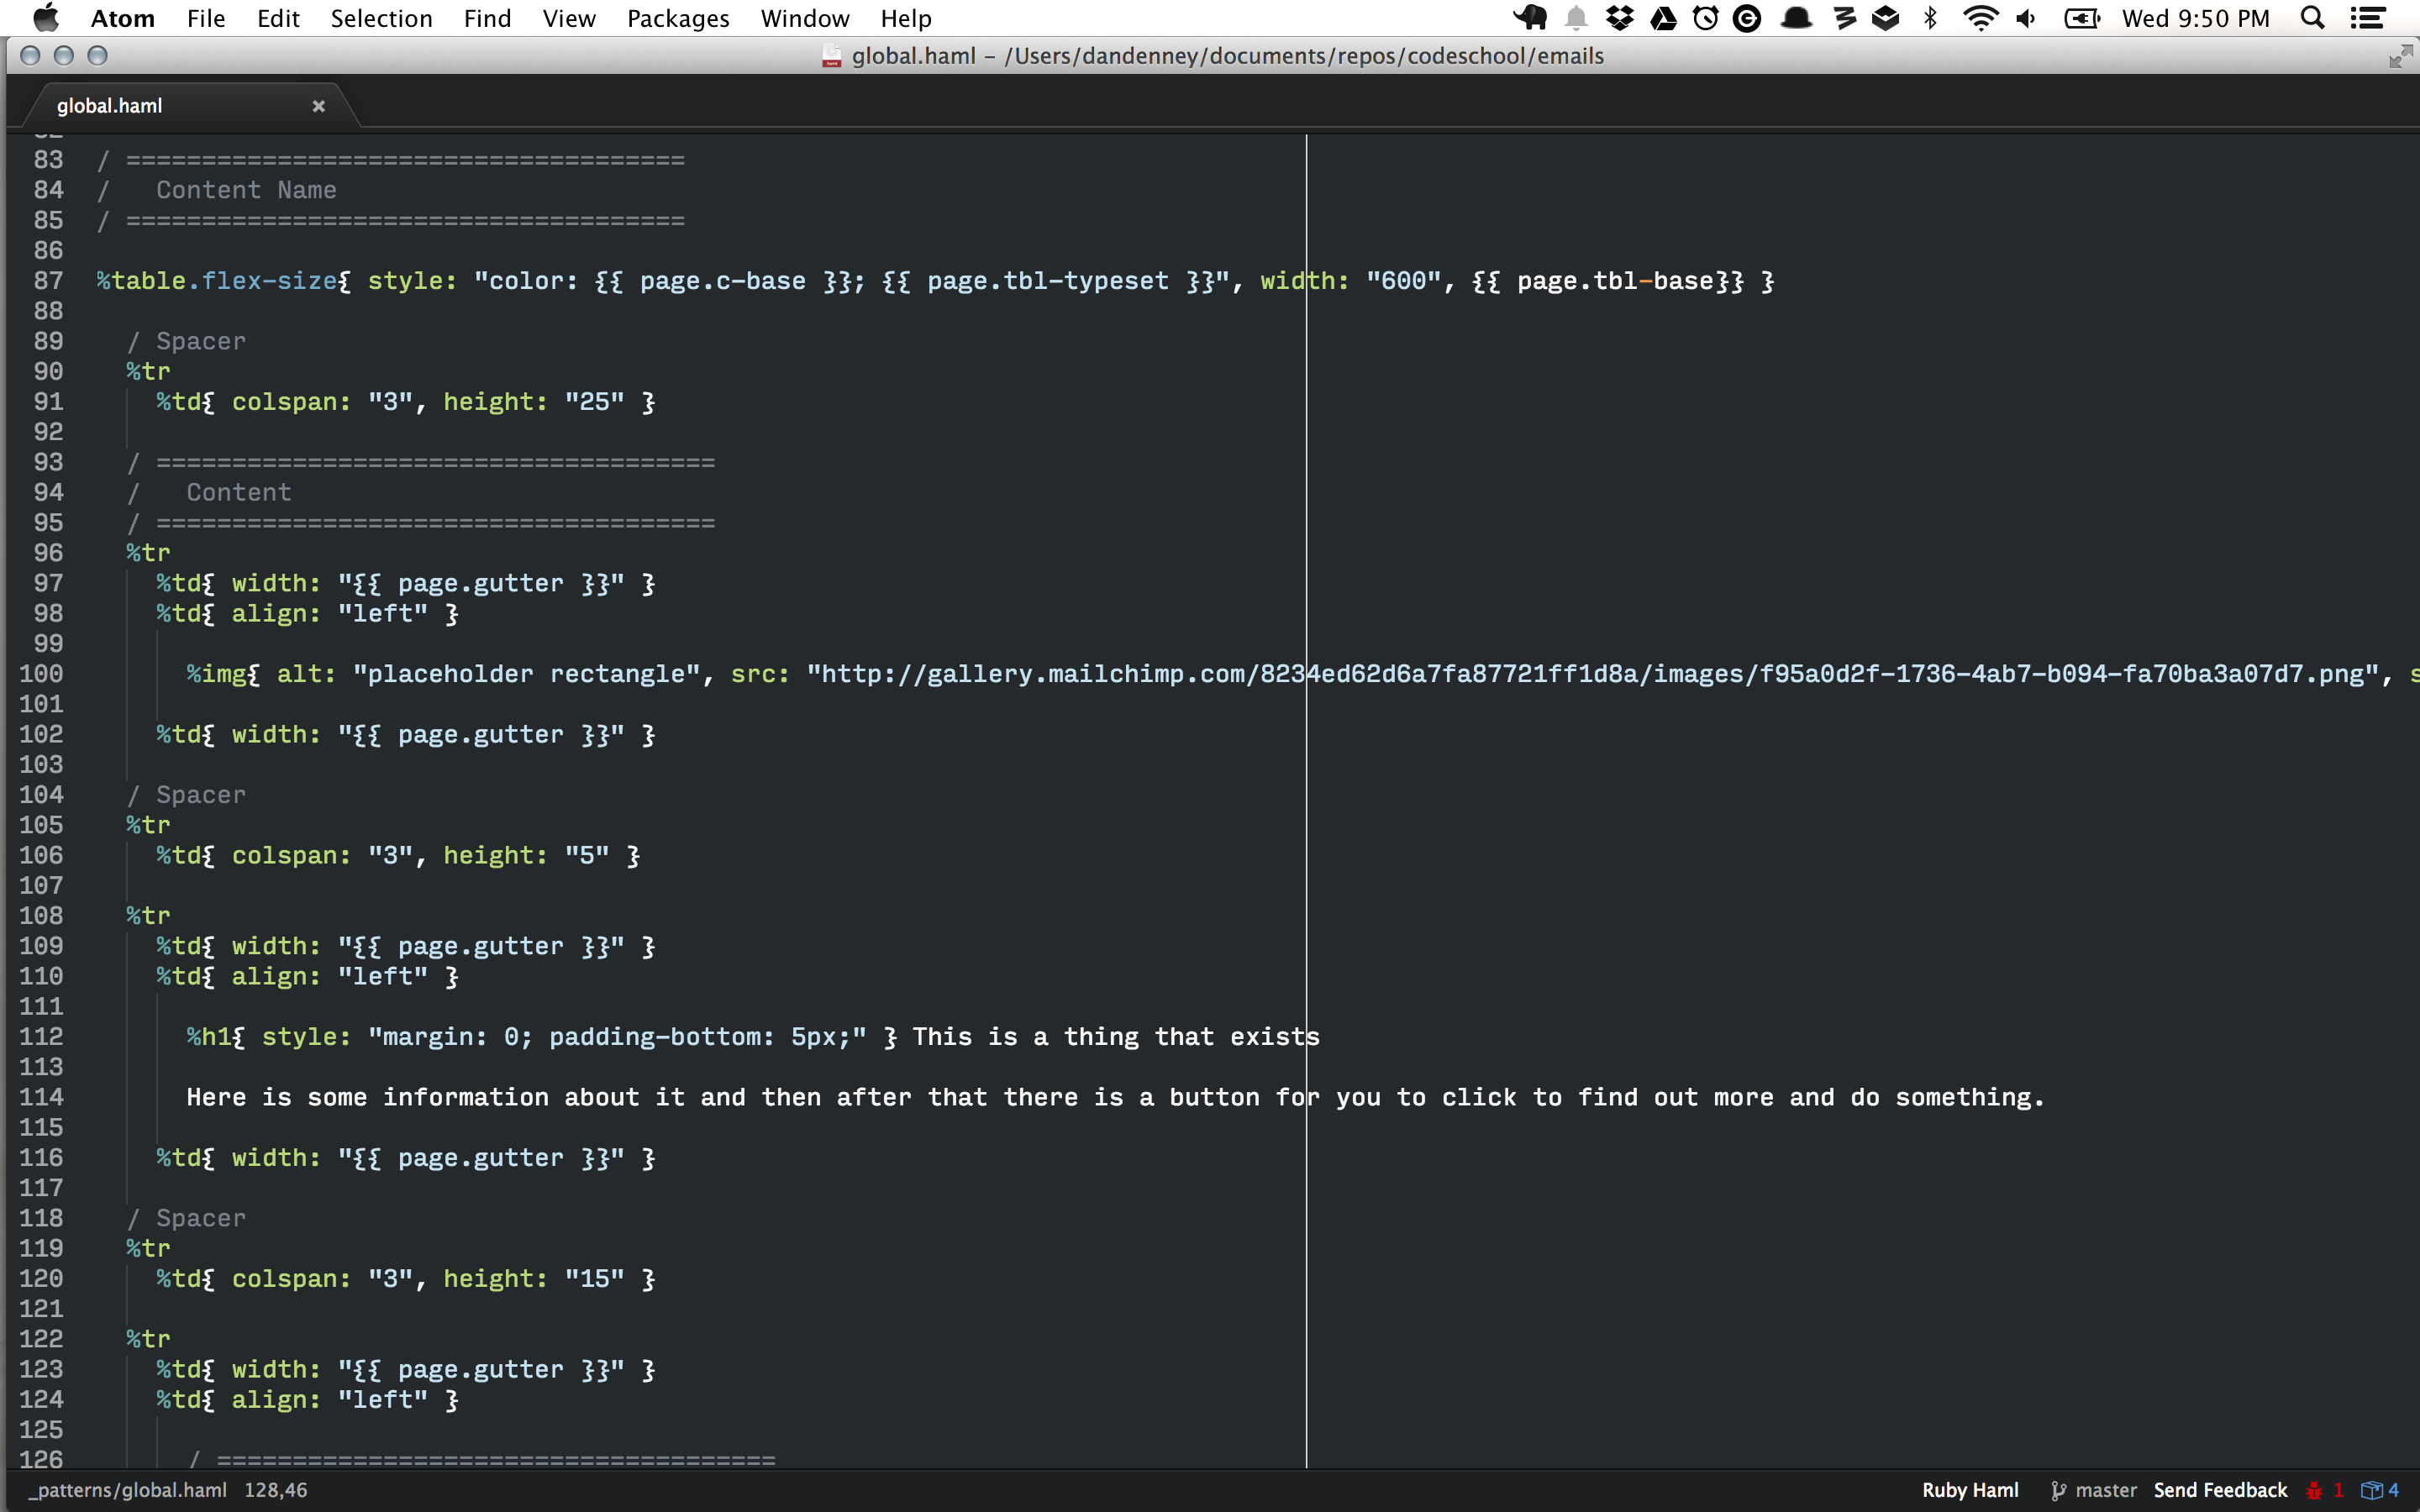 Atom File Edit Selection Find View Packages Window Help Wed 9:50 PM
global.haml – /Users/dandenney/documents/repos/codeschool/emails
global.haml
83 / =====================================
84 /   Content Name
85 / =====================================
86
87 %table.flex-size{ style: "color: {{ page.c-base }}; {{ page.tbl-typeset }}", width: "600", {{ page.tbl-base}} }
88
89   / Spacer
90   %tr
91     %td{ colspan: "3", height: "25" }
92
93   / =====================================
94   /   Content
95   / =====================================
96   %tr
97     %td{ width: "{{ page.gutter }}" }
98     %td{ align: "left" }
99
100       %img{ alt: "placeholder rectangle", src: "http://gallery.mailchimp.com/8234ed62d6a7fa87721ff1d8a/images/f95a0d2f-1736-4ab7-b094-fa70ba3a07d7.png", s
101
102     %td{ width: "{{ page.gutter }}" }
103
104   / Spacer
105   %tr
106     %td{ colspan: "3", height: "5" }
107
108   %tr
109     %td{ width: "{{ page.gutter }}" }
110     %td{ align: "left" }
111
112       %h1{ style: "margin: 0; padding-bottom: 5px;" } This is a thing that exists
113
114       Here is some information about it and then after that there is a button for you to click to find out more and do something.
115
116     %td{ width: "{{ page.gutter }}" }
117
118   / Spacer
119   %tr
120     %td{ colspan: "3", height: "15" }
121
122   %tr
123     %td{ width: "{{ page.gutter }}" }
124     %td{ align: "left" }
125
126       / =====================================
_patterns/global.haml 128,46 Ruby Haml master Send Feedback 1 4